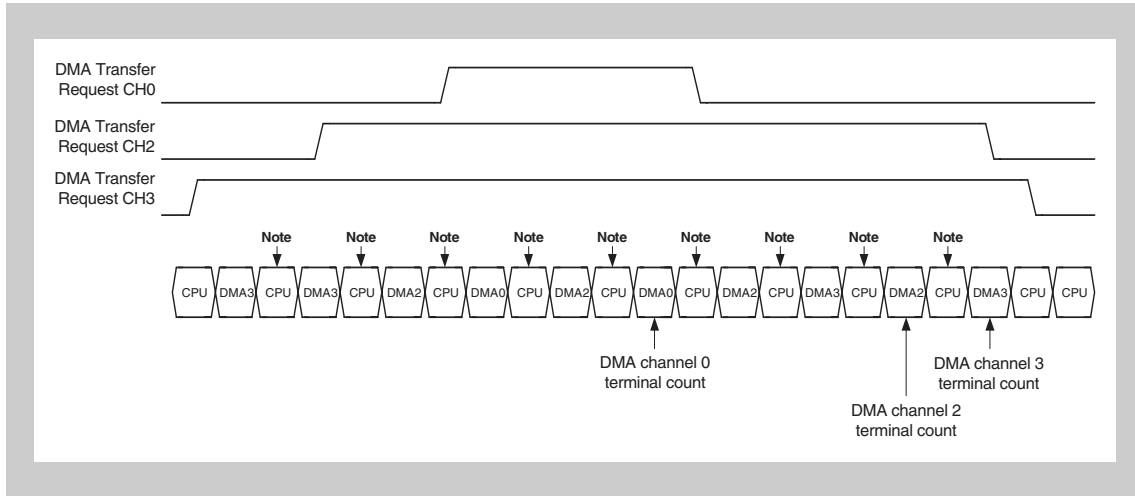 DMA Transfer
Request CH0
DMA Transfer
Request CH2
DMA Transfer
Request CH3
Note Note Note Note Note Note Note Note Note
CPU DMA3 CPU DMA3 CPU DMA2 CPU DMA0 CPU DMA2 CPU DMA0 CPU DMA2 CPU DMA3 CPU DMA2 CPU DMA3 CPU CPU
DMA channel 0
terminal count
DMA channel 3
terminal count
DMA channel 2
terminal count